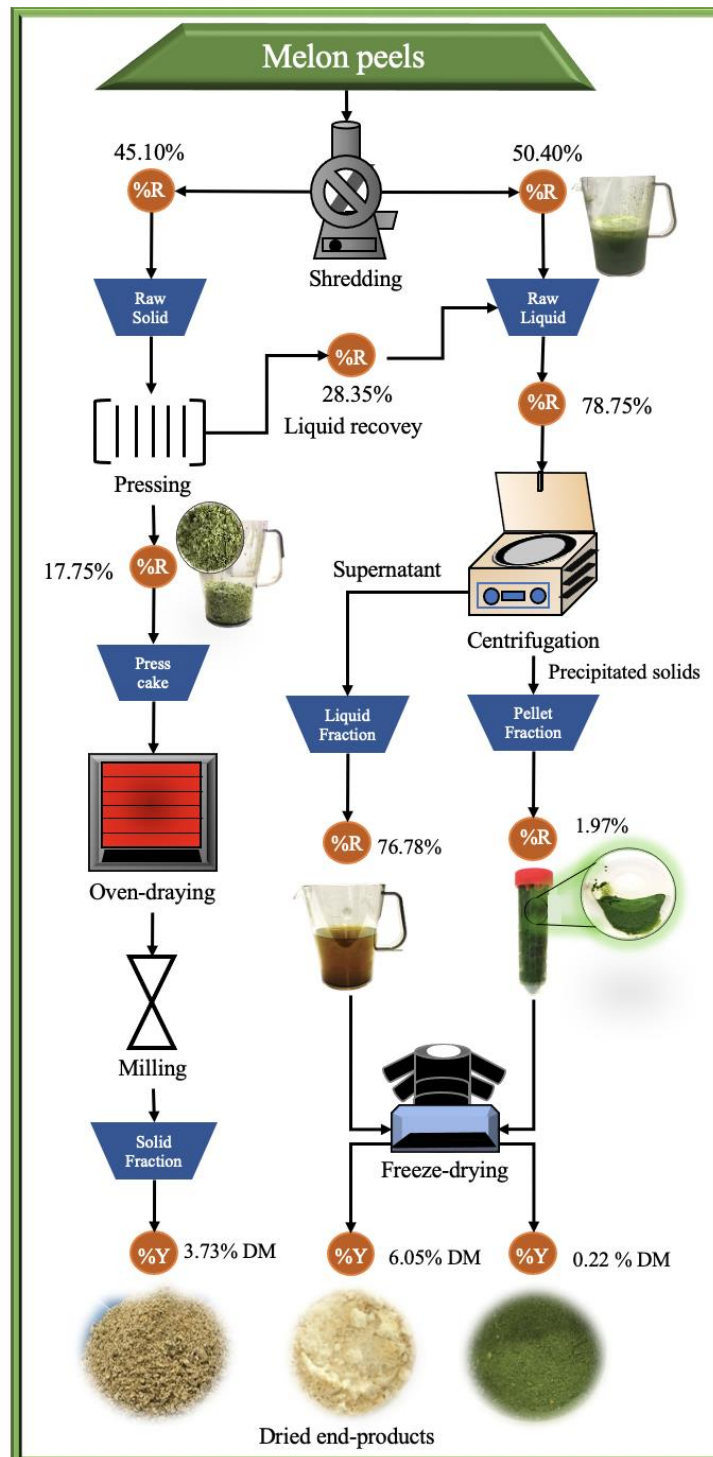 Melon peels
45.10%
50.40%
%R
%R
Shredding
Raw
Solid
Raw
Liquid
%R
28.35%
Liquid recovey
%R
78.75%
Pressing
17.75%
%R
Supernatant
Centrifugation
Precipitated solids
Press
cake
Liquid
Fraction
Pellet
Fraction
%R
76.78%
%R
1.97%
Oven-draying
Milling
Solid
Fraction
Freeze-drying
%Y
3.73% DM
%Y
6.05% DM
%Y
0.22 % DM
Dried end-products